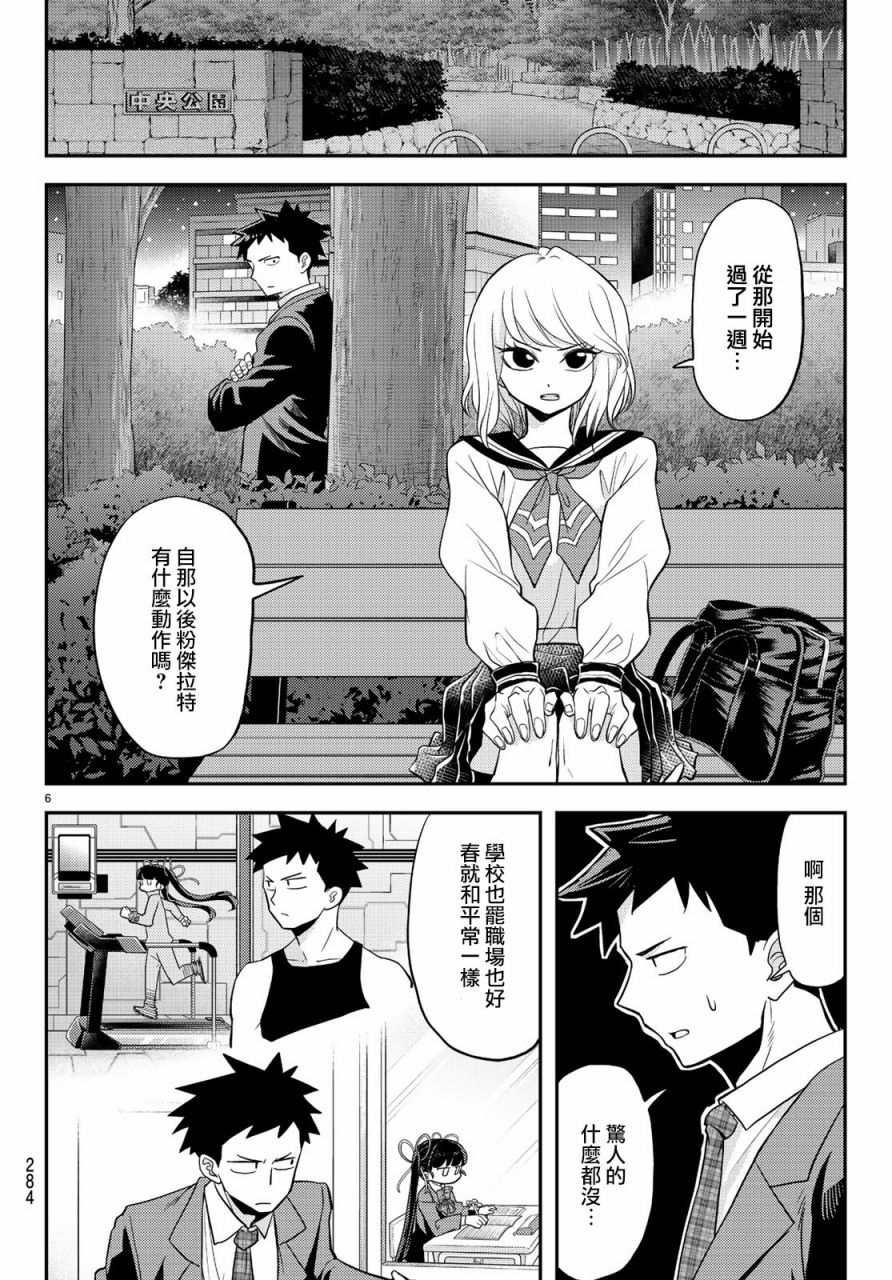 中央公園
從那開始
過了一週…
自那以後粉傑拉特
有什麼動作嗎？
6
啊 那個
驚人的
什麼都沒…
學校也罷職場也好
春就和平常一樣
284